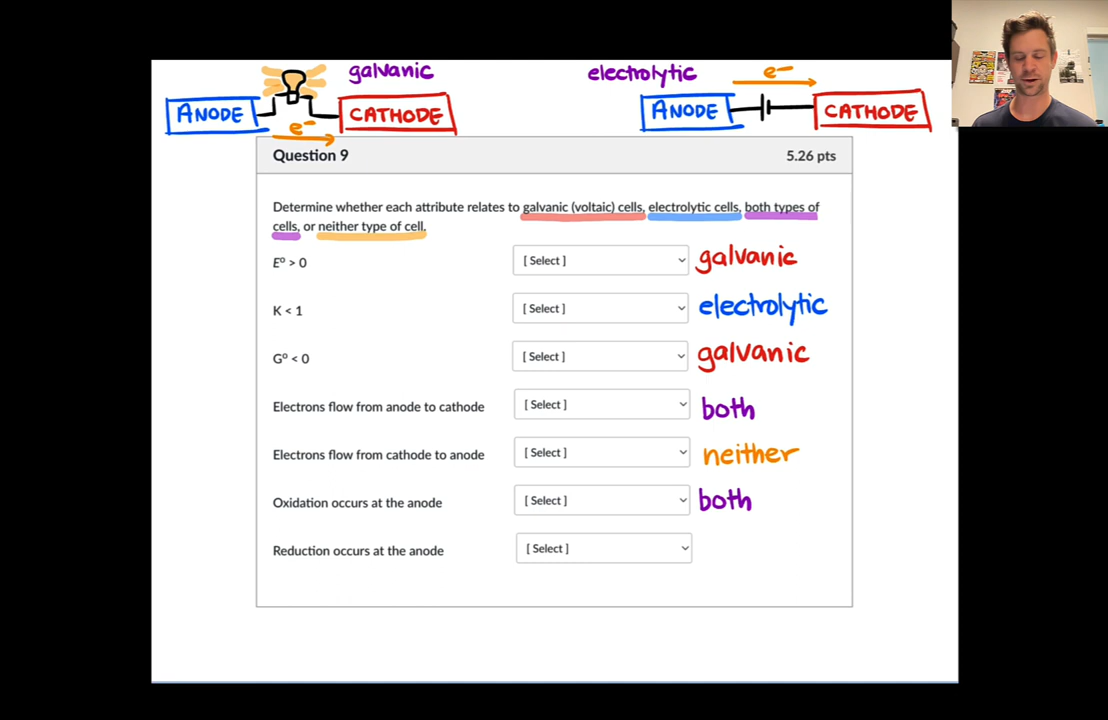 galvanic
electrolytic
e-
ANODE
CATHODE
ANODE
CATHODE
e-
Question 9
5.26 pts
Determine whether each attribute relates to galvanic (voltaic) cells, electrolytic cells, both types of
cells, or neither type of cell.
Eº > 0
[ Select ]
galvanic
K < 1
[ Select ]
electrolytic
Gº < 0
[ Select ]
galvanic
Electrons flow from anode to cathode
[ Select ]
both
Electrons flow from cathode to anode
[ Select ]
neither
Oxidation occurs at the anode
[ Select ]
both
Reduction occurs at the anode
[ Select ]